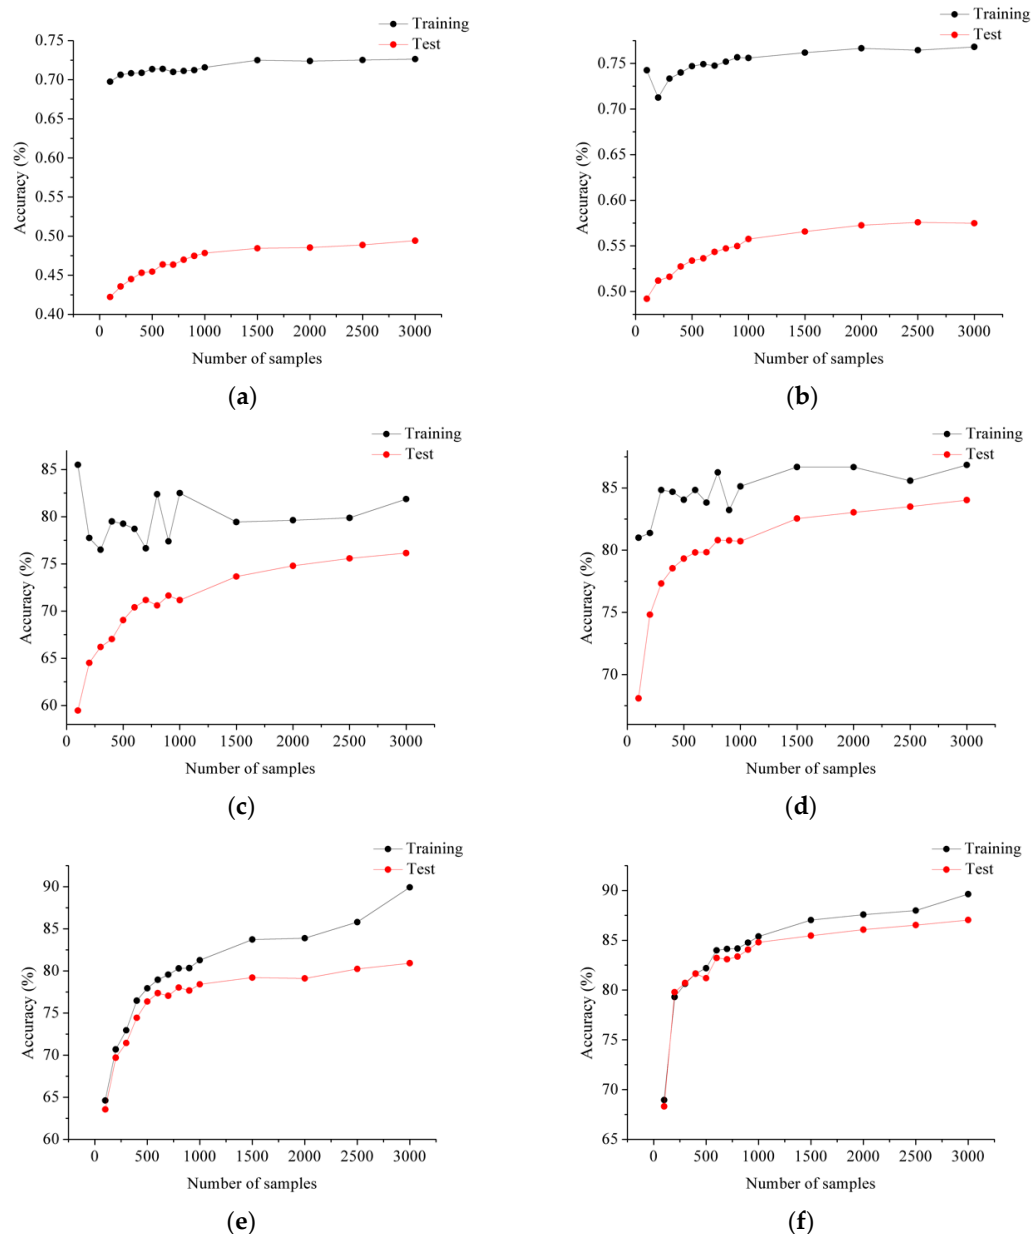 Training
Test
0.75
0.70
0.65
0.60
0.55
0.50
0.45
0.40
Accuracy (%)
0 500 1000 1500 2000 2500 3000
Number of samples
(a)
Training
Test
0.75
0.70
0.65
0.60
0.55
0.50
Accuracy (%)
0 500 1000 1500 2000 2500 3000
Number of samples
(b)
Training
Test
85
80
75
70
65
60
Accuracy (%)
0 500 1000 1500 2000 2500 3000
Number of samples
(c)
Training
Test
85
80
75
70
Accuracy (%)
0 500 1000 1500 2000 2500 3000
Number of samples
(d)
Training
Test
90
85
80
75
70
65
60
Accuracy (%)
0 500 1000 1500 2000 2500 3000
Number of samples
(e)
Training
Test
90
85
80
75
70
65
Accuracy (%)
0 500 1000 1500 2000 2500 3000
Number of samples
(f)